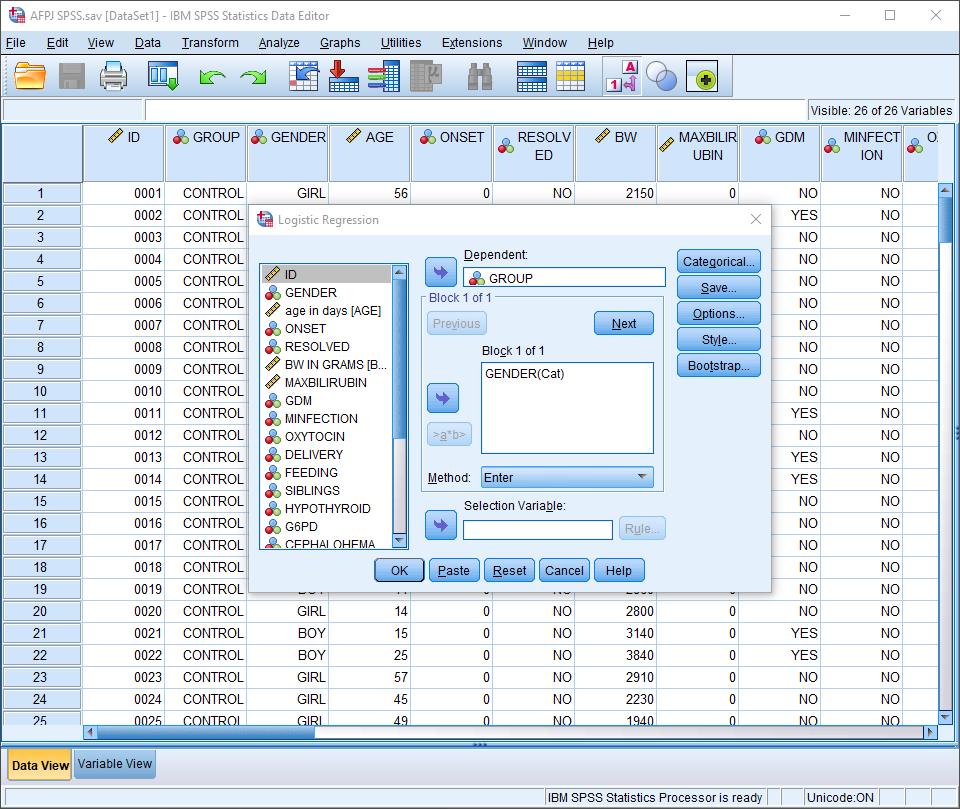 AFPJ SPSS.sav [DataSet1] - IBM SPSS Statistics Data Editor
File Edit View Data Transform Analyze Graphs Utilities Extensions Window Help
Visible: 26 of 26 Variables
ID GROUP GENDER AGE ONSET RESOLVED BW MAXBILIRUBIN GDM MINFECTION
1 0001 CONTROL GIRL 56 0 NO 2150 0 NO NO
2 0002 CONTROL YES NO
3 0003 CONTROL NO NO
4 0004 CONTROL NO NO
5 0005 CONTROL NO NO
6 0006 CONTROL NO NO
7 0007 CONTROL NO NO
8 0008 CONTROL NO NO
9 0009 CONTROL NO NO
10 0010 CONTROL NO NO
11 0011 CONTROL YES NO
12 0012 CONTROL NO NO
13 0013 CONTROL YES NO
14 0014 CONTROL YES NO
15 0015 CONTROL NO NO
16 0016 CONTROL NO NO
17 0017 CONTROL NO NO
18 0018 CONTROL NO NO
19 0019 CONTROL NO NO
20 0020 CONTROL GIRL 14 0 NO 2800 0 NO NO
21 0021 CONTROL BOY 15 0 NO 3140 0 YES NO
22 0022 CONTROL BOY 25 0 NO 3840 0 YES NO
23 0023 CONTROL GIRL 57 0 NO 2910 0 NO NO
24 0024 CONTROL GIRL 45 0 NO 2230 0 NO NO
25 0025 CONTROL GIRL 49 0 NO 1940 0 NO NO
Logistic Regression
ID
GENDER
age in days [AGE]
ONSET
RESOLVED
BW IN GRAMS [B...
MAXBILIRUBIN
GDM
MINFECTION
OXYTOCIN
DELIVERY
FEEDING
SIBLINGS
HYPOTHYROID
G6PD
CEPHALOHEMA
Dependent:
GROUP
Block 1 of 1
Previous Next
Block 1 of 1
GENDER(Cat)
>a*b>
Method: Enter
Selection Variable:
Rule...
Categorical...
Save...
Options...
Style...
Bootstrap...
OK Paste Reset Cancel Help
Data View Variable View
IBM SPSS Statistics Processor is ready Unicode:ON